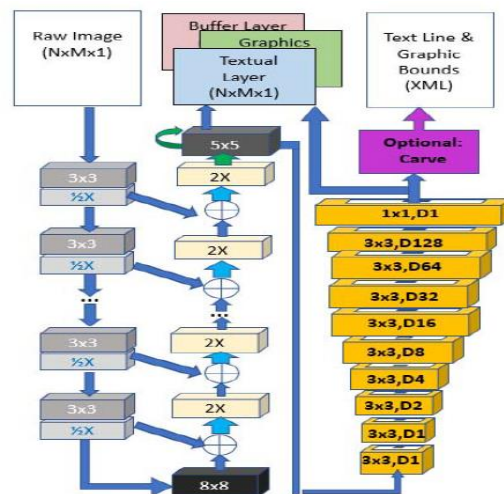 Raw Image
(NxMx1)
3x3
½X
3x3
½X
...
3x3
½X
3x3
½X
Buffer Layer
Graphics
Textual
Layer
(NxMx1)
5x5
2X
2X
...
2X
2X
8x8
Text Line &
Graphic
Bounds
(XML)
Optional:
Carve
1x1,D1
3x3,D128
3x3,D64
3x3,D32
3x3,D16
3x3,D8
3x3,D4
3x3,D2
3x3,D1
3x3,D1